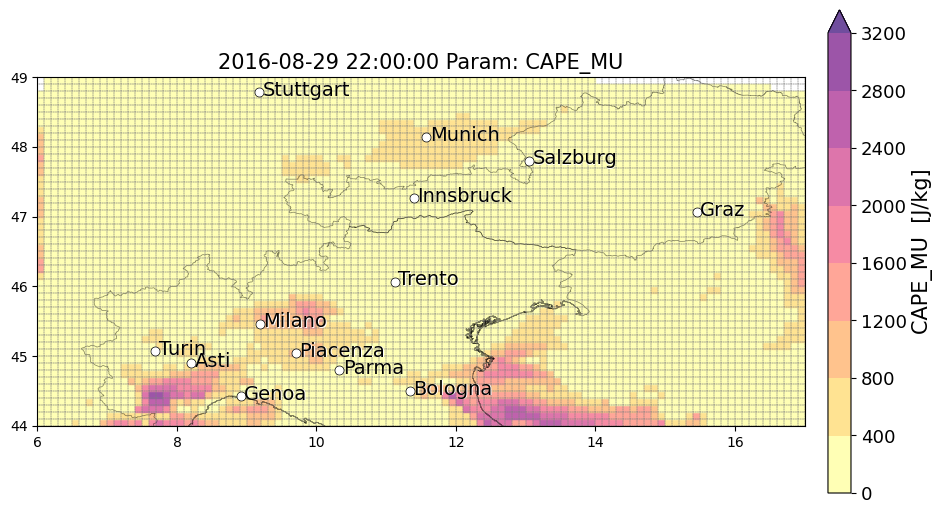 2016-08-29 22:00:00 Param: CAPE_MU
49
48
47
46
45
44
6
8
10
12
14
16
Stuttgart
Munich
Salzburg
Innsbruck
Graz
Trento
Milano
Turin
Piacenza
Asti
Parma
Bologna
Genoa
3200
2800
2400
2000
1600
1200
800
400
0
CAPE_MU [J/kg]